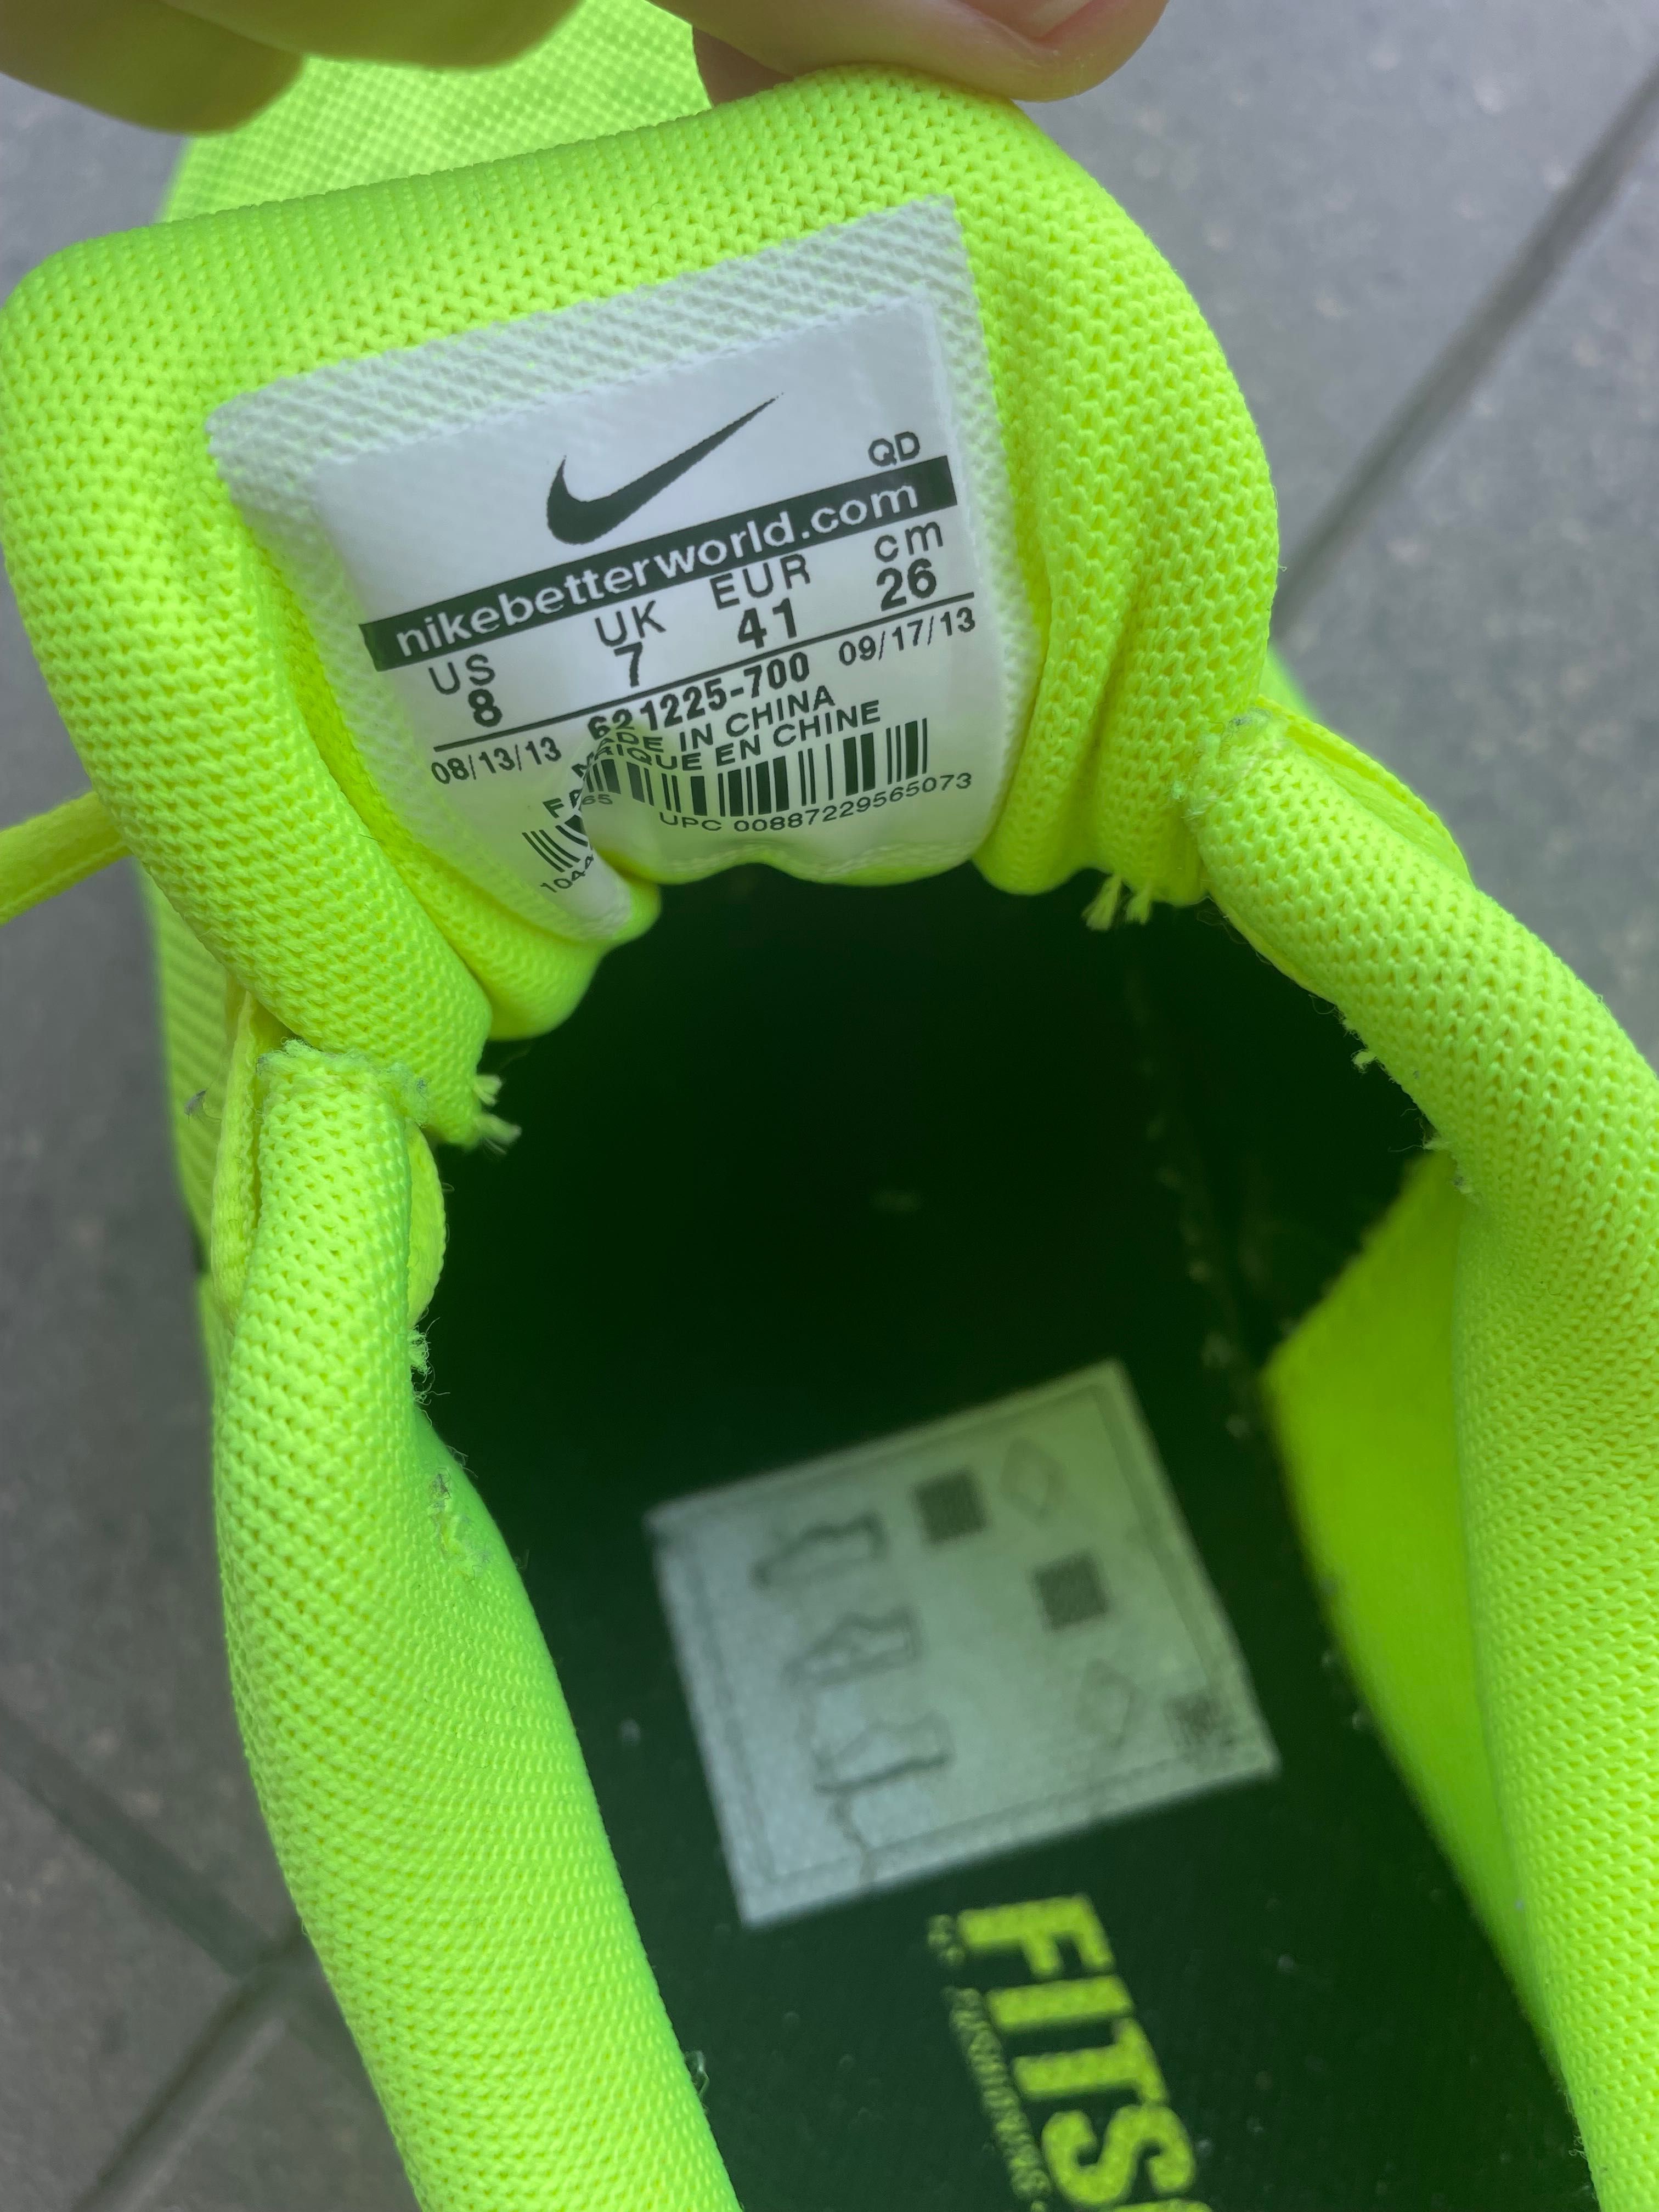 QD
nikebetterworld.com
US UK EUR cm
8 7 41 26
08/13/13 621225-700 09/17/13
MADE IN CHINA
FABRIQUE EN CHINE
UPC 00887229565073
FITS